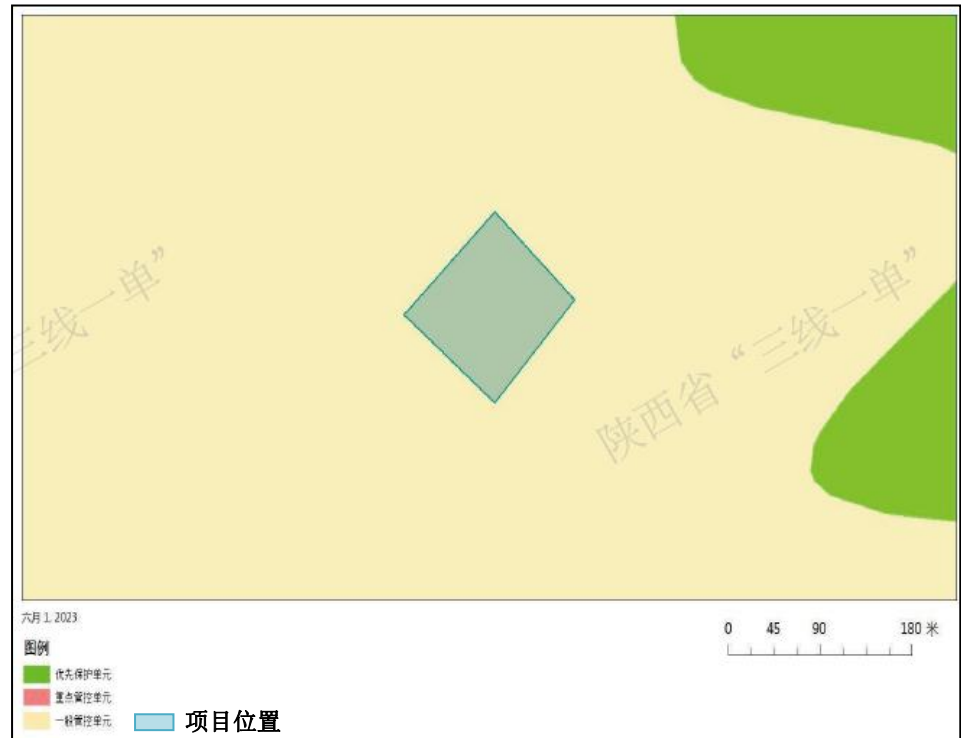 三线一单”
陕西省“三线一单”
六月 1, 2023
0 45 90 180 米
图例
优先保护单元
重点管控单元
一般管控单元
项目位置